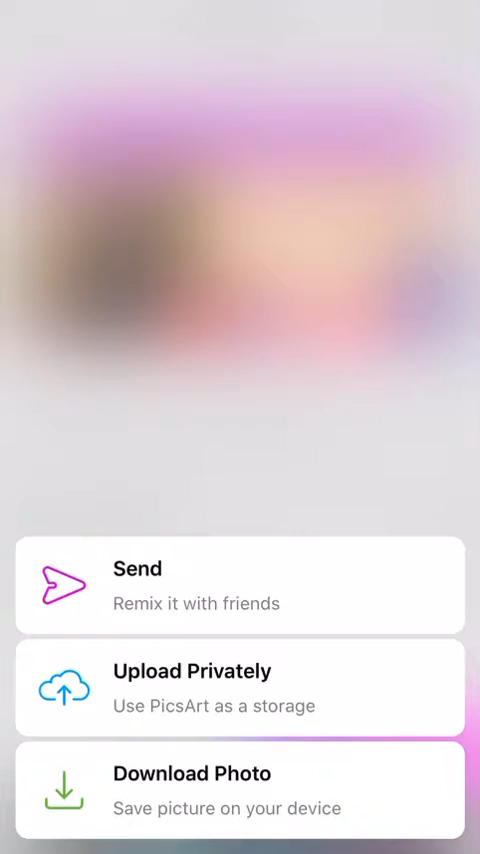 Send
Remix it with friends
Upload Privately
Use PicsArt as a storage
Download Photo
Save picture on your device